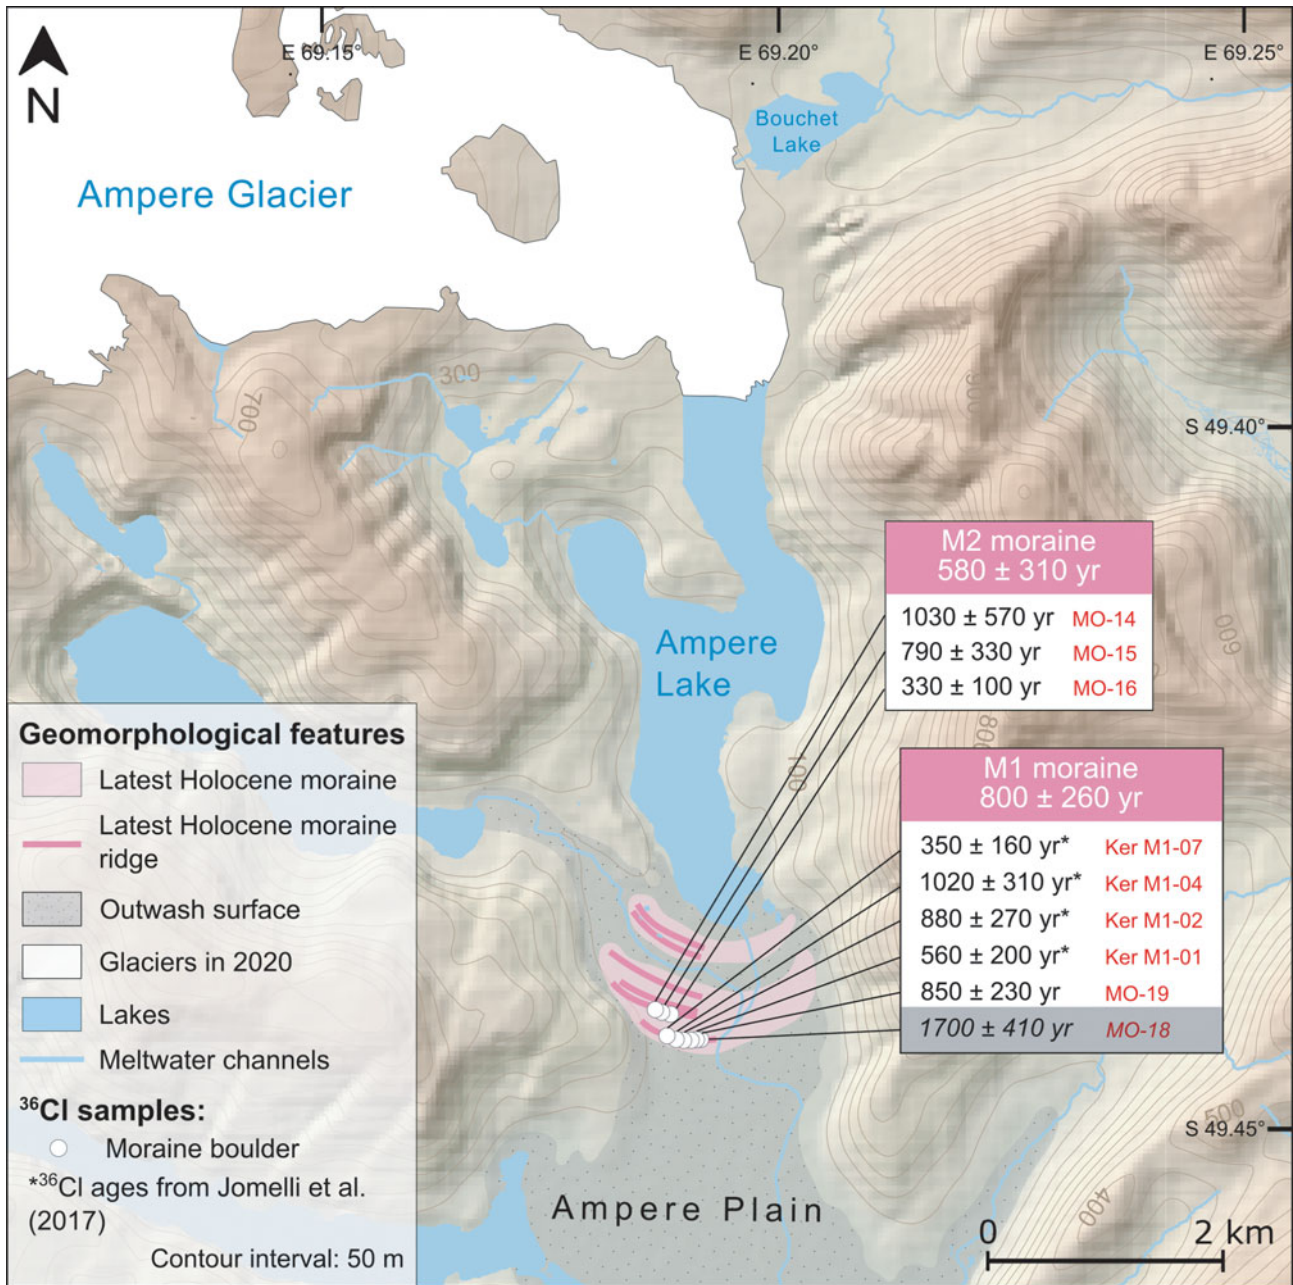 E 69.15°
E 69.20°
E 69.25°
N
Bouchet
Lake
Ampere Glacier
300
700
S 49.40°
M2 moraine
580 ± 310 yr
1030 ± 570 yr MO-14
790 ± 330 yr MO-15
330 ± 100 yr MO-16
600
Ampere
Lake
800
100
M1 moraine
800 ± 260 yr
350 ± 160 yr* Ker M1-07
1020 ± 310 yr* Ker M1-04
880 ± 270 yr* Ker M1-02
560 ± 200 yr* Ker M1-01
850 ± 230 yr MO-19
1700 ± 410 yr MO-18
Geomorphological features
Latest Holocene moraine
Latest Holocene moraine
ridge
Outwash surface
Glaciers in 2020
Lakes
Meltwater channels
36Cl samples:
Moraine boulder
*36Cl ages from Jomelli et al.
(2017)
Contour interval: 50 m
500
S 49.45°
400
Ampere Plain
0 2 km